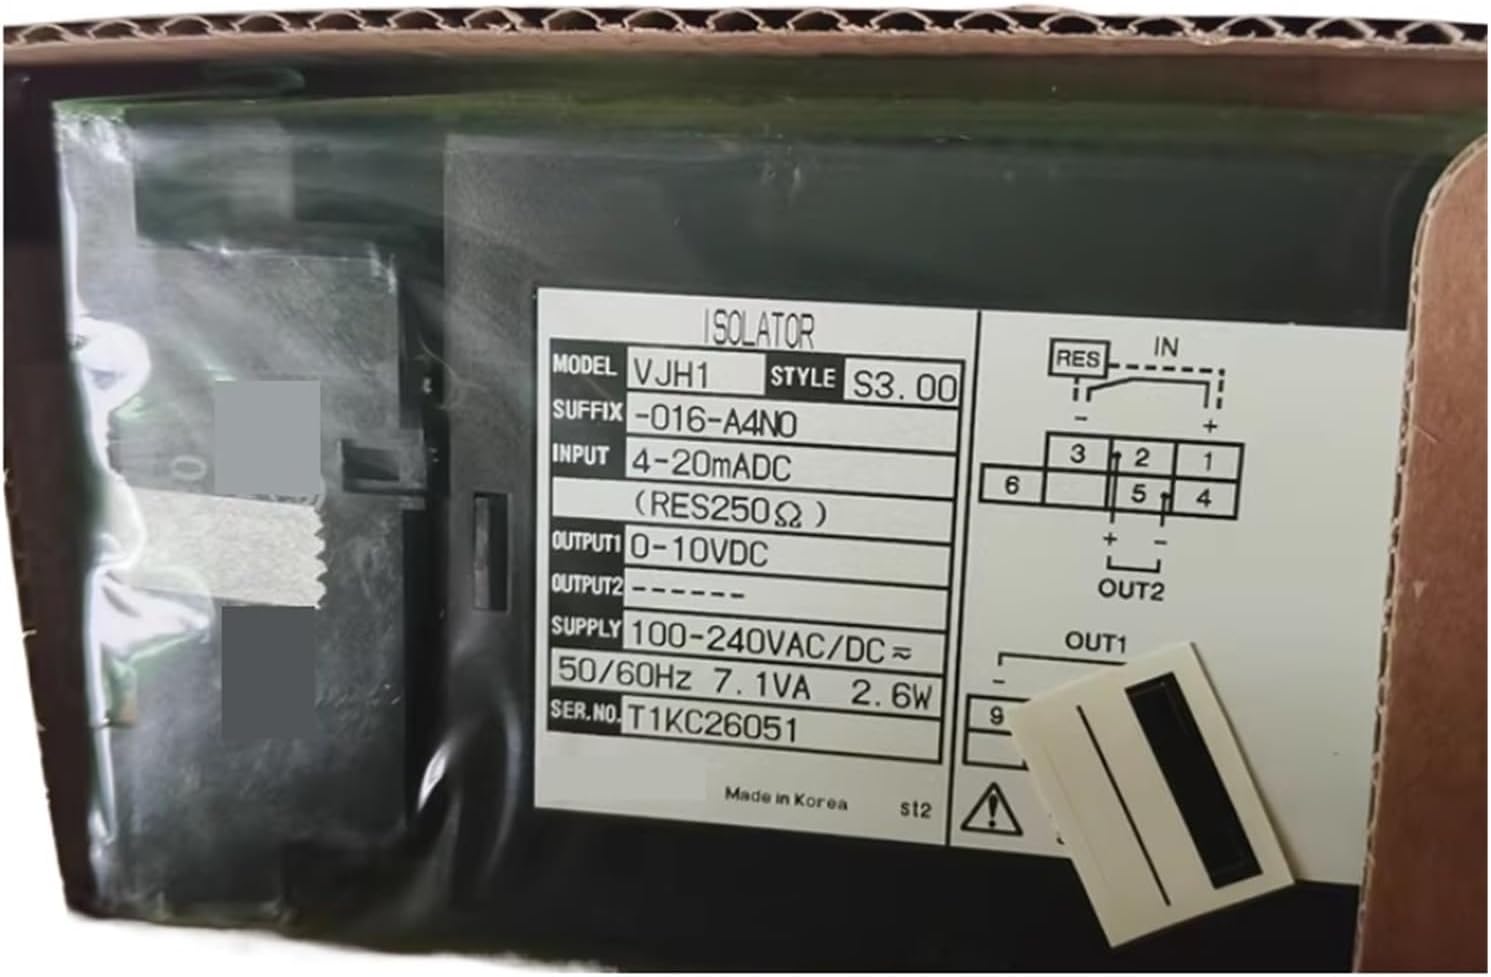 ISOLATOR
MODEL VJH1 STYLE S3.00
SUFFIX -016-A4N0
INPUT 4-20mADC
(RES250Ω)
OUTPUT1 0-10VDC
OUTPUT2 ------
SUPPLY 100-240VAC/DC≂
50/60Hz 7.1VA 2.6W
SER.NO. T1KC26051
Made in Korea st2
RES IN
- +
3 2 1
6 5 4
+ -
OUT2
OUT1
-
9
0